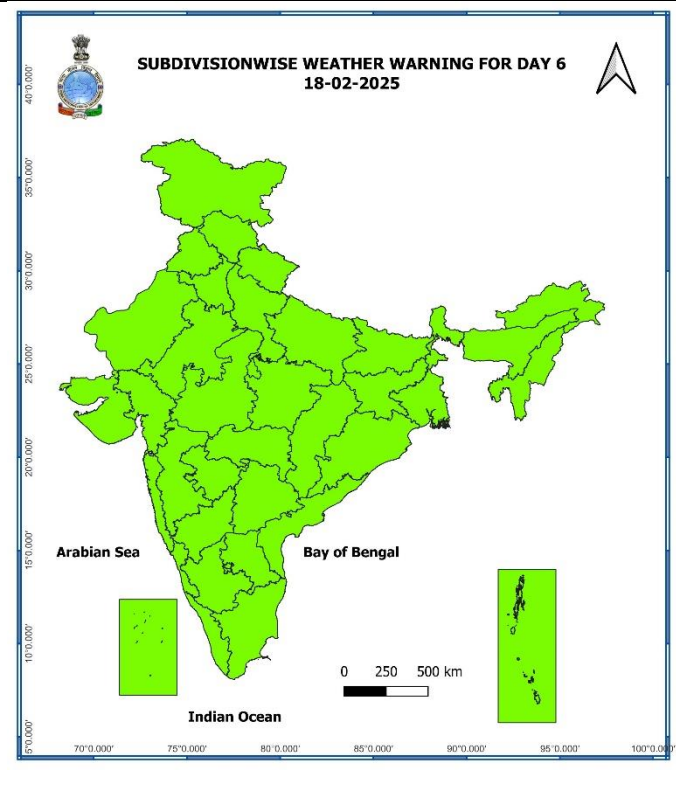 SUBDIVISIONWISE WEATHER WARNING FOR DAY 6
18-02-2025
40°0.000'
35°0.000'
30°0.000'
25°0.000'
20°0.000'
15°0.000'
10°0.000'
5°0.000'
Arabian Sea
Bay of Bengal
0 250 500 km
Indian Ocean
70°0.000' 75°0.000' 80°0.000' 85°0.000' 90°0.000' 95°0.000' 100°0.000'